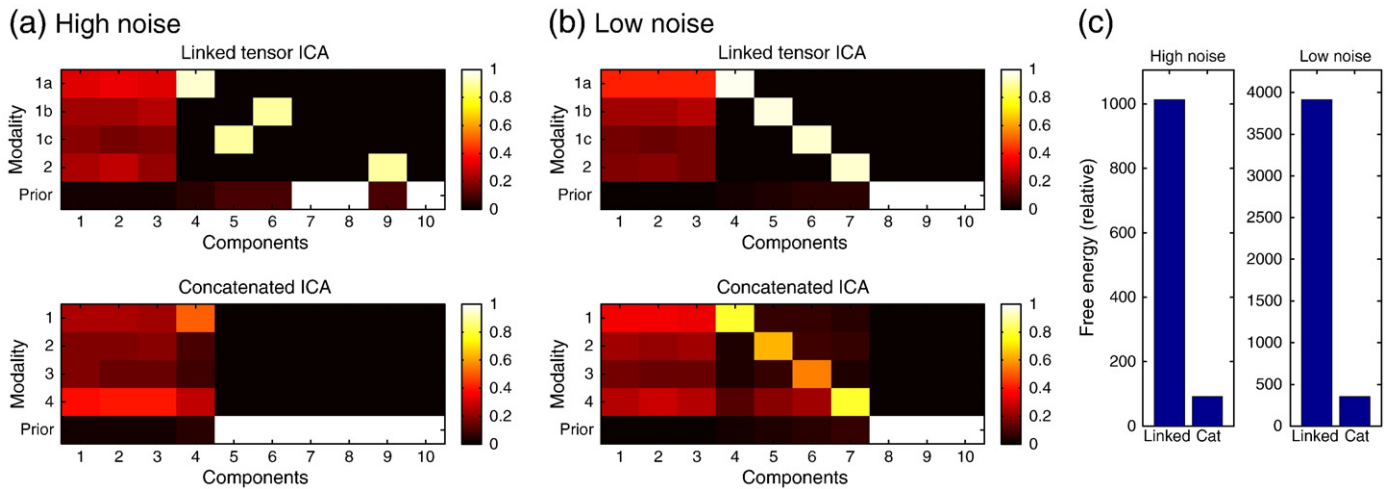 (a) High noise
Linked tensor ICA
Modality
1a
1b
1c
2
Prior
1 2 3 4 5 6 7 8 9 10
Components
1
0.8
0.6
0.4
0.2
0
Concatenated ICA
Modality
1
2
3
4
Prior
1 2 3 4 5 6 7 8 9 10
Components
1
0.8
0.6
0.4
0.2
0
(b) Low noise
Linked tensor ICA
Modality
1a
1b
1c
2
Prior
1 2 3 4 5 6 7 8 9 10
Components
1
0.8
0.6
0.4
0.2
0
Concatenated ICA
Modality
1
2
3
4
Prior
1 2 3 4 5 6 7 8 9 10
Components
1
0.8
0.6
0.4
0.2
0
(c)
High noise
Free energy (relative)
1000
800
600
400
200
0
Linked Cat
Low noise
4000
3500
3000
2500
2000
1500
1000
500
0
Linked Cat